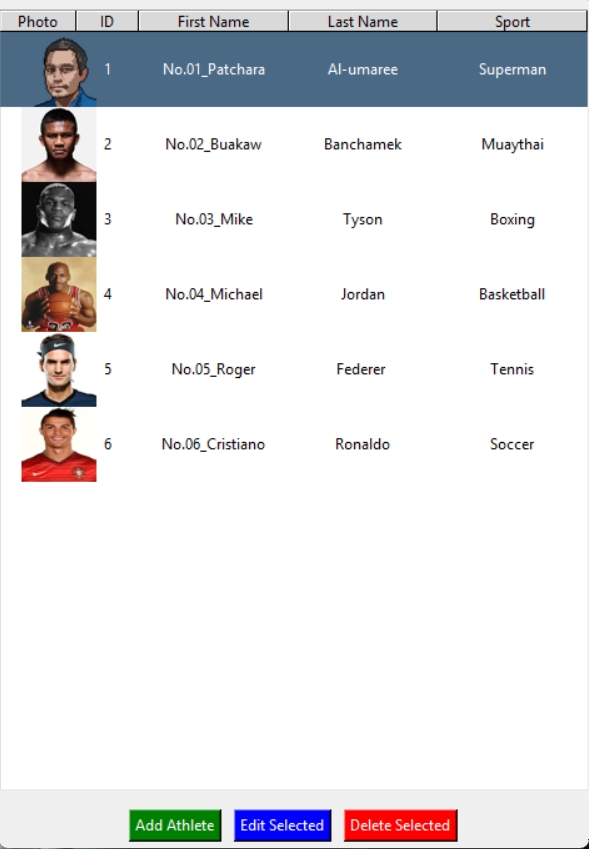 Photo ID First Name Last Name Sport
1 No.01_Patchara Al-umaree Superman
2 No.02_Buakaw Banchamek Muaythai
3 No.03_Mike Tyson Boxing
4 No.04_Michael Jordan Basketball
5 No.05_Roger Federer Tennis
6 No.06_Cristiano Ronaldo Soccer
Add Athlete Edit Selected Delete Selected